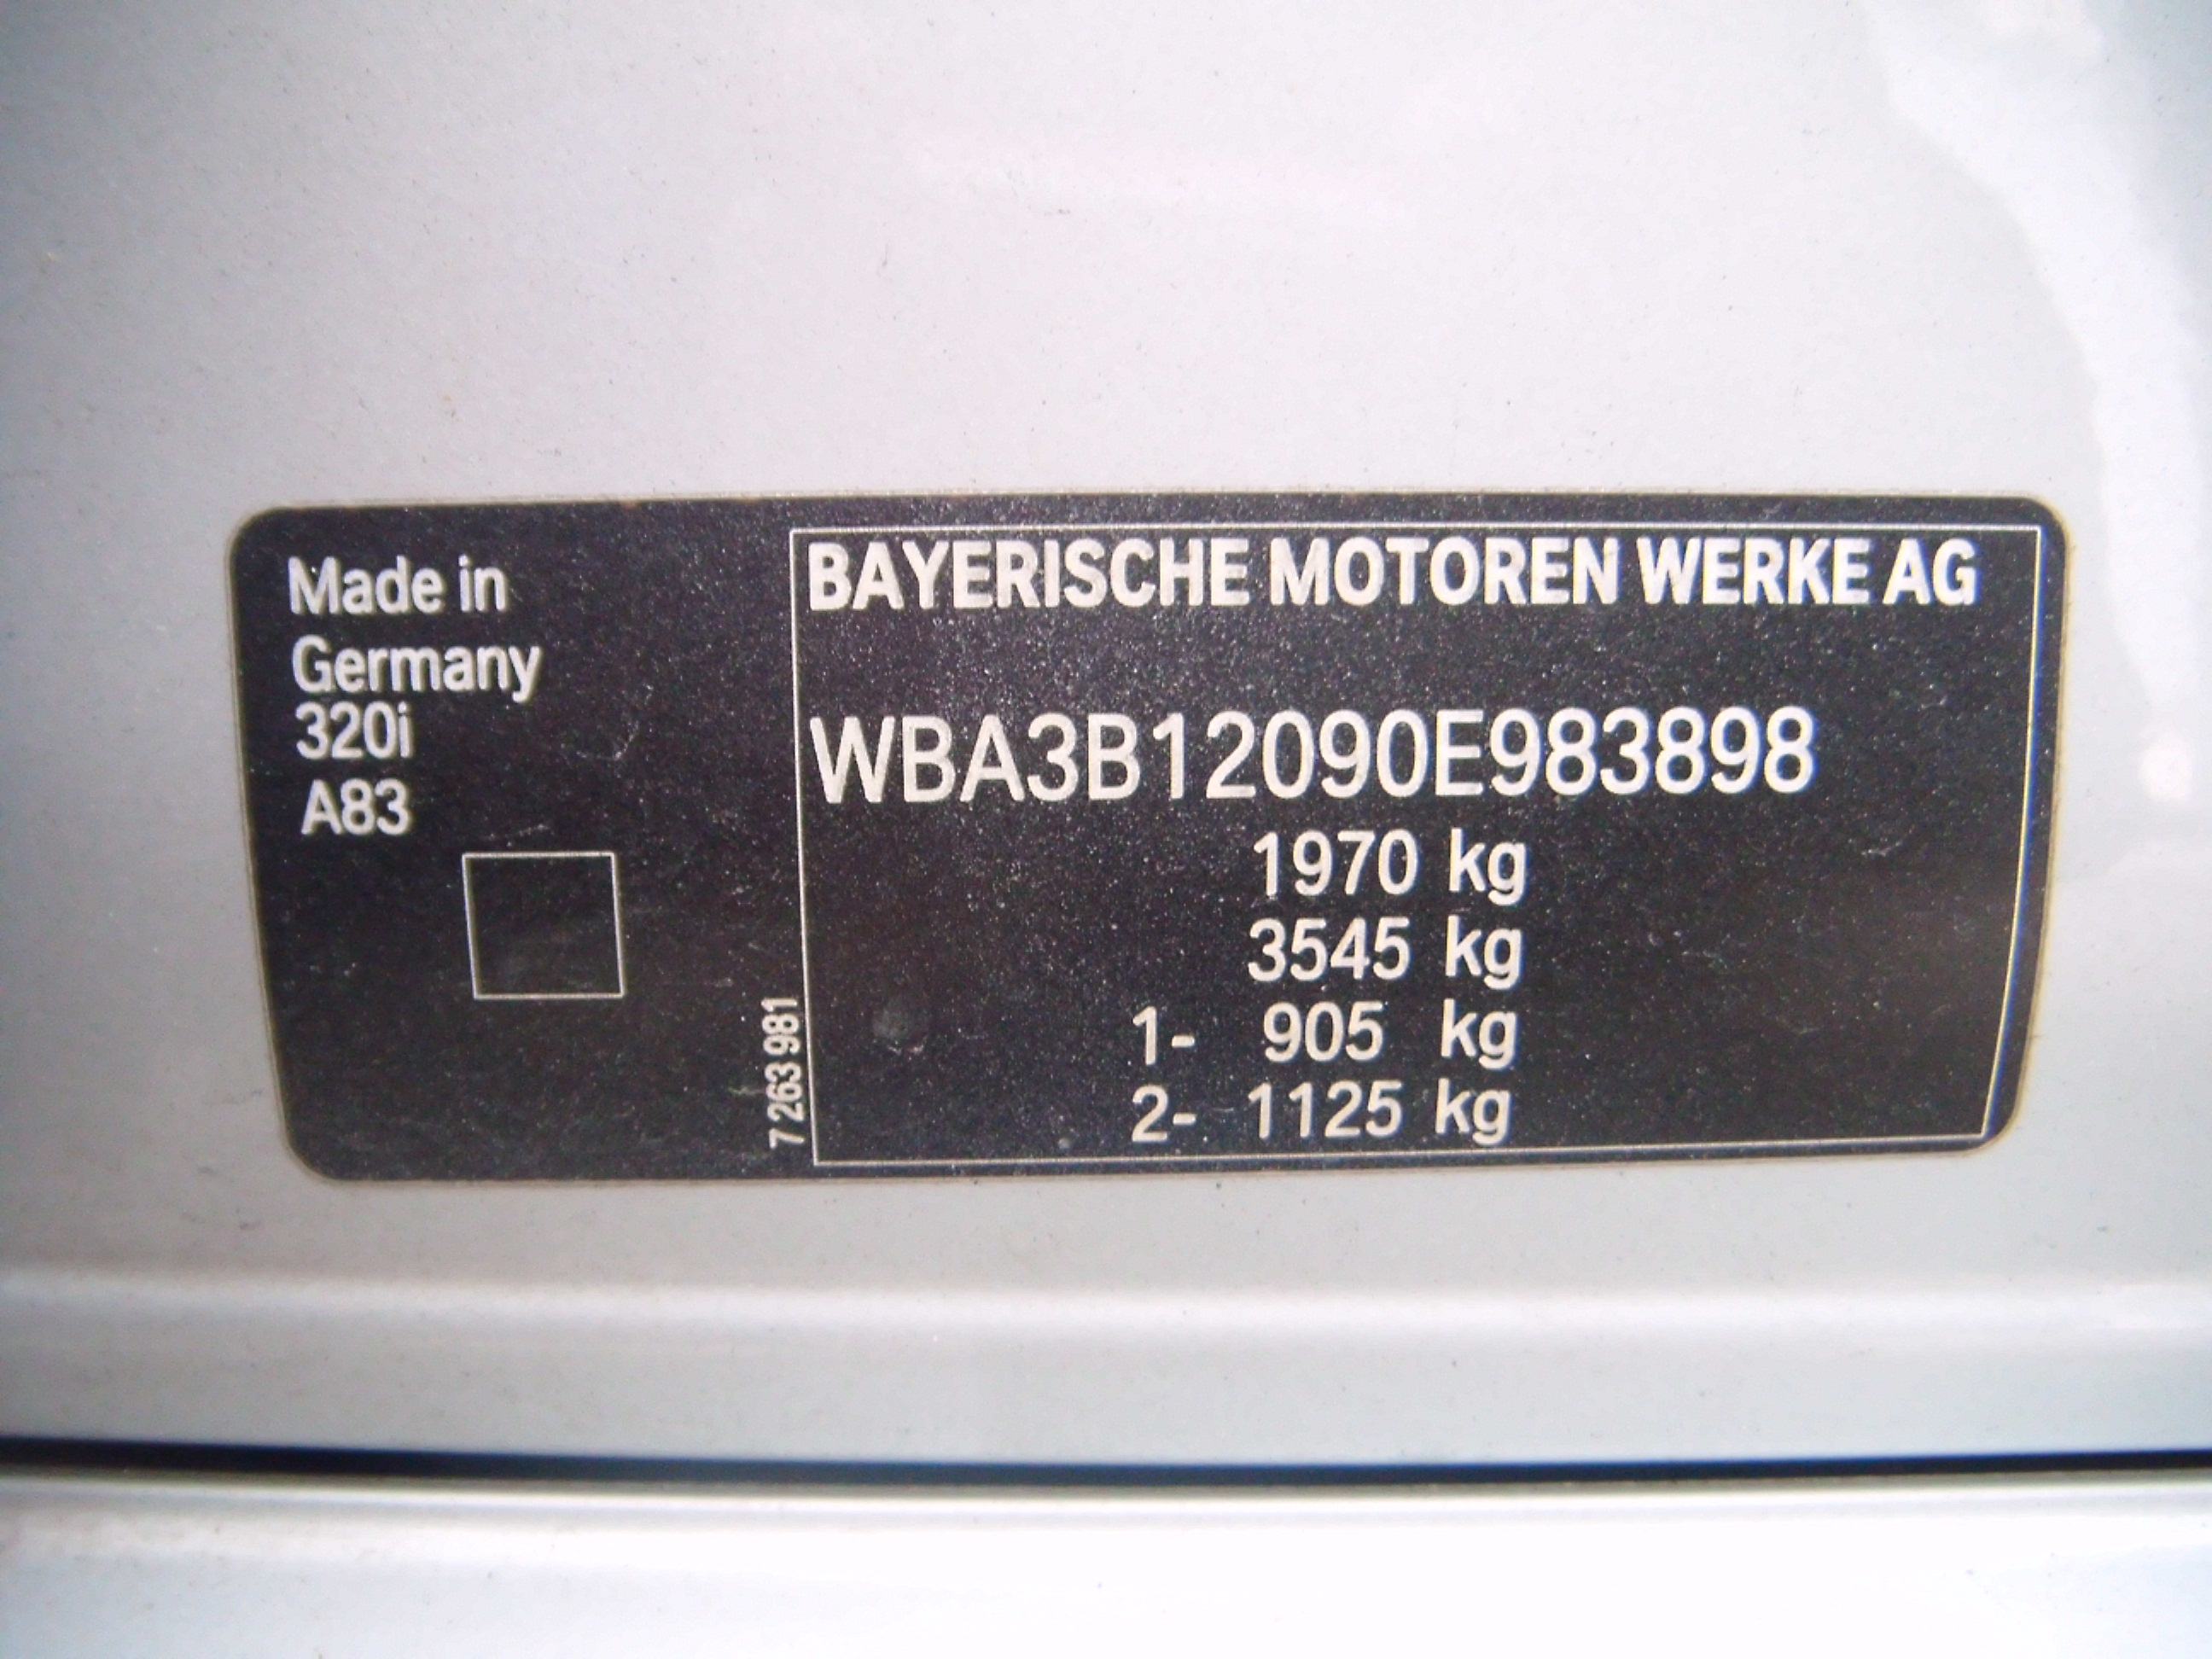 Made in
Germany
320i
A83
7 263 981
BAYERISCHE MOTOREN WERKE AG
WBA3B12090E983898
1970 kg
3545 kg
1- 905 kg
2- 1125 kg